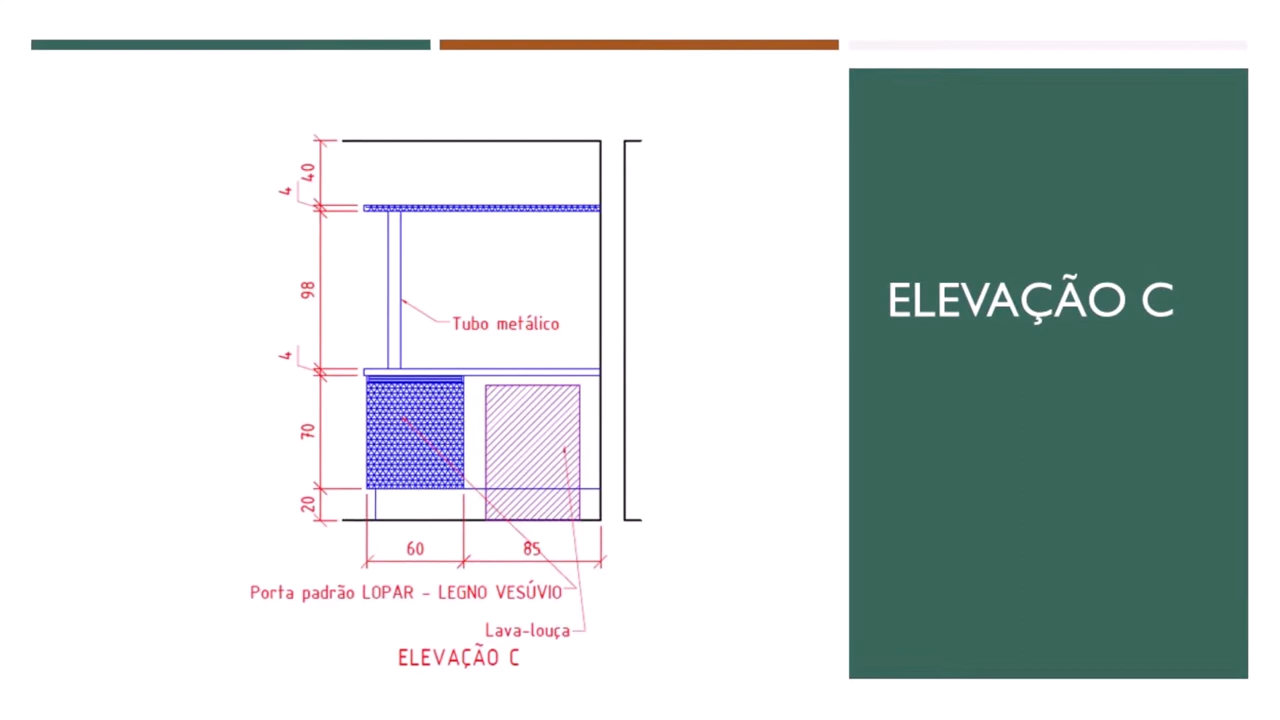 40
4
98
Tubo metálico
4
70
20
60
85
Porta padrão LOPAR - LEGNO VESÚVIO
Lava-louça
ELEVAÇÃO C
ELEVAÇÃO C